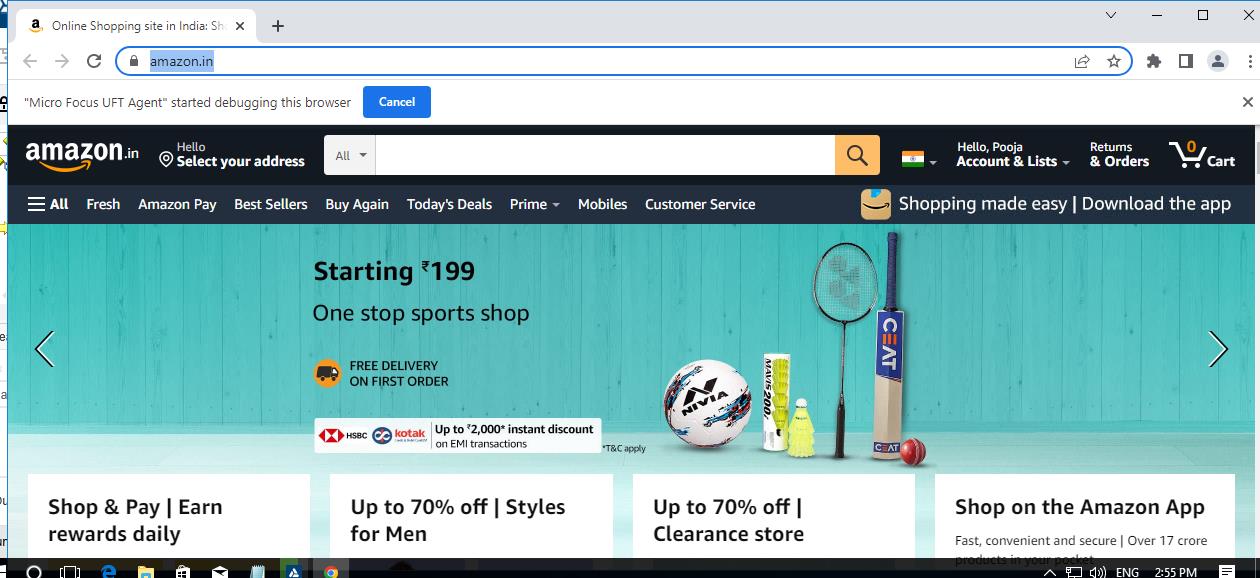 Online Shopping site in India: Sh
amazon.in
"Micro Focus UFT Agent" started debugging this browser
Cancel
amazon.in
Hello
Select your address
All
Hello, Pooja
Account & Lists
Returns
& Orders
0
Cart
All
Fresh
Amazon Pay
Best Sellers
Buy Again
Today's Deals
Prime
Mobiles
Customer Service
Shopping made easy | Download the app
Starting ₹199
One stop sports shop
FREE DELIVERY
ON FIRST ORDER
HSBC
kotak
Up to ₹2,000* instant discount
on EMI transactions
*T&C apply
NIVIA
MAVIS200i
CEAT
CEAT
Shop & Pay | Earn
rewards daily
Up to 70% off | Styles
for Men
Up to 70% off |
Clearance store
Shop on the Amazon App
Fast, convenient and secure | Over 17 crore
products in your pocket
ENG
2:55 PM